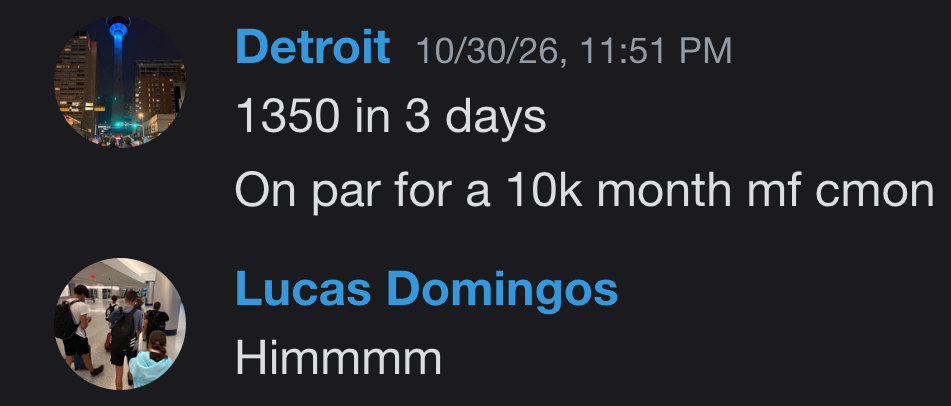 Detroit 10/30/26, 11:51 PM
1350 in 3 days
On par for a 10k month mf cmon
Lucas Domingos
Himmmm